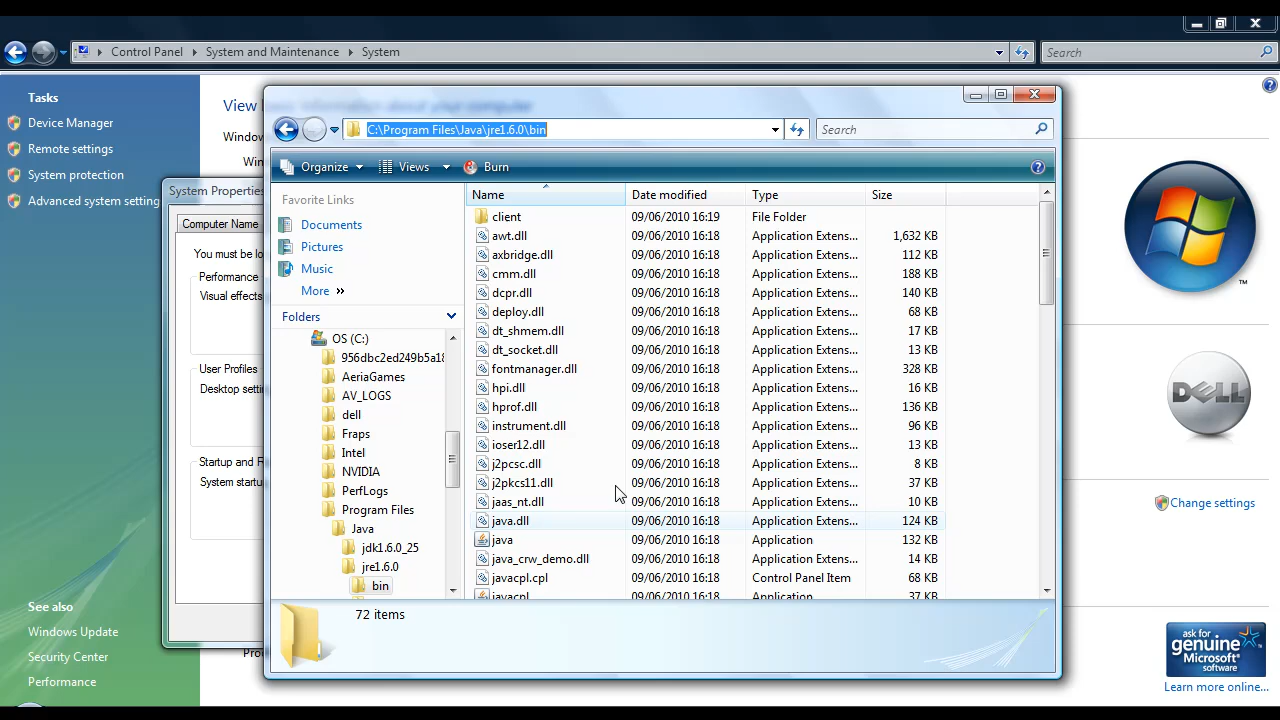 Control Panel ▸ System and Maintenance ▸ System
Search
Tasks
Device Manager
Remote settings
System protection
Advanced system setting
View
about your computer
Window
Wi
System Properties
Computer Name
You must be lo
Performance
Visual effects
User Profiles
Desktop setti
Startup and R
System startu
C:\Program Files\Java\jre1.6.0\bin
Search
Organize Views Burn
Favorite Links
Documents
Pictures
Music
More »
Folders
OS (C:)
956dbc2ed249b5a18
AeriaGames
AV_LOGS
dell
Fraps
Intel
NVIDIA
PerfLogs
Program Files
Java
jdk1.6.0_25
jre1.6.0
bin
Name Date modified Type Size
client 09/06/2010 16:19 File Folder
awt.dll 09/06/2010 16:18 Application Extens... 1,632 KB
axbridge.dll 09/06/2010 16:18 Application Extens... 112 KB
cmm.dll 09/06/2010 16:18 Application Extens... 188 KB
dcpr.dll 09/06/2010 16:18 Application Extens... 140 KB
deploy.dll 09/06/2010 16:18 Application Extens... 68 KB
dt_shmem.dll 09/06/2010 16:18 Application Extens... 17 KB
dt_socket.dll 09/06/2010 16:18 Application Extens... 13 KB
fontmanager.dll 09/06/2010 16:18 Application Extens... 328 KB
hpi.dll 09/06/2010 16:18 Application Extens... 16 KB
hprof.dll 09/06/2010 16:18 Application Extens... 136 KB
instrument.dll 09/06/2010 16:18 Application Extens... 96 KB
ioser12.dll 09/06/2010 16:18 Application Extens... 13 KB
j2pcsc.dll 09/06/2010 16:18 Application Extens... 8 KB
j2pkcs11.dll 09/06/2010 16:18 Application Extens... 37 KB
jaas_nt.dll 09/06/2010 16:18 Application Extens... 10 KB
java.dll 09/06/2010 16:18 Application Extens... 124 KB
java 09/06/2010 16:18 Application 132 KB
java_crw_demo.dll 09/06/2010 16:18 Application Extens... 14 KB
javacpl.cpl 09/06/2010 16:18 Control Panel Item 68 KB
javacpl 09/06/2010 16:18 Application 37 KB
72 items
See also
Windows Update
Security Center
Performance
Pro
TM
DELL
Change settings
ask for
genuine
Microsoft
software
Learn more online...